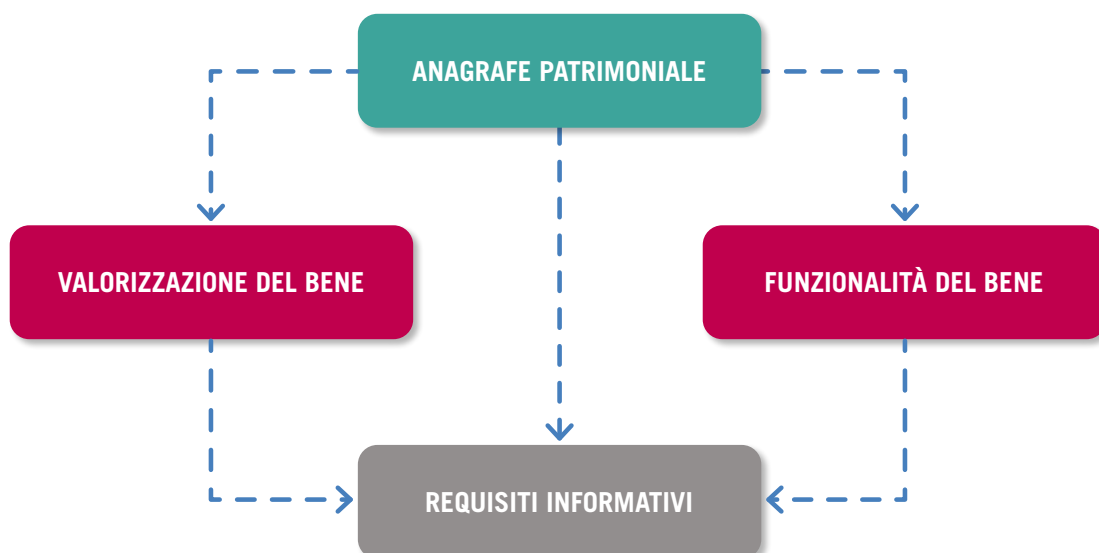 ANAGRAFE PATRIMONIALE
VALORIZZAZIONE DEL BENE
FUNZIONALITÀ DEL BENE
REQUISITI INFORMATIVI